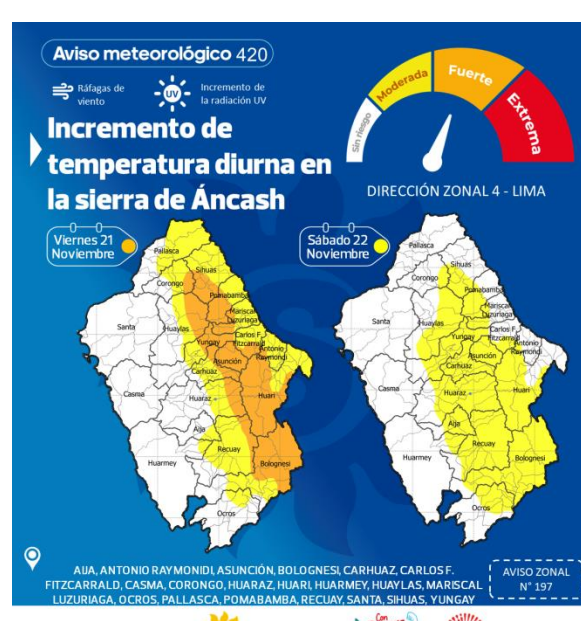 Aviso meteorológico 420
Ráfagas de
viento
UV
Incremento de
la radiación UV
Incremento de
temperatura diurna en
la sierra de Áncash
Sin riesgo
Moderada
Fuerte
Extrema
DIRECCIÓN ZONAL 4 - LIMA
Viernes 21
Noviembre
Pallasca
Sihuas
Corongo
Pomabamba
Mariscal
Luzuriaga
Santa
Huaylas
Yungay
Carlos F.
Fitzcarrald
Antonio
Raymondi
Asunción
Carhuaz
Casma
Huaraz
Huari
Aija
Recuay
Huarmey
Bolognesi
Ocros
Sábado 22
Noviembre
Pallasca
Sihuas
Corongo
Pomabamba
Mariscal
Luzuriaga
Santa
Huaylas
Yungay
Carlos F.
Fitzcarrald
Antonio
Raymondi
Asunción
Carhuaz
Casma
Huaraz
Huari
Aija
Recuay
Huarmey
Bolognesi
Ocros
AIJA, ANTONIO RAYMONIDI, ASUNCIÓN, BOLOGNESI, CARHUAZ, CARLOS F.
FITZCARRALD, CASMA, CORONGO, HUARAZ, HUARI, HUARMEY, HUAYLAS, MARISCAL
LUZURIAGA, OCROS, PALLASCA, POMABAMBA, RECUAY, SANTA, SIHUAS, YUNGAY
AVISO ZONAL
N° 197